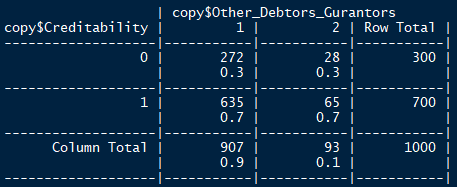 | copy$Other_Debtors_Gurantors
copy$Creditability | 1 | 2 | Row Total |
-------------------|-----------|-----------|-----------|
0 | 272 | 28 | 300 |
| 0.3 | 0.3 | |
-------------------|-----------|-----------|-----------|
1 | 635 | 65 | 700 |
| 0.7 | 0.7 | |
-------------------|-----------|-----------|-----------|
Column Total | 907 | 93 | 1000 |
| 0.9 | 0.1 | |
-------------------|-----------|-----------|-----------|